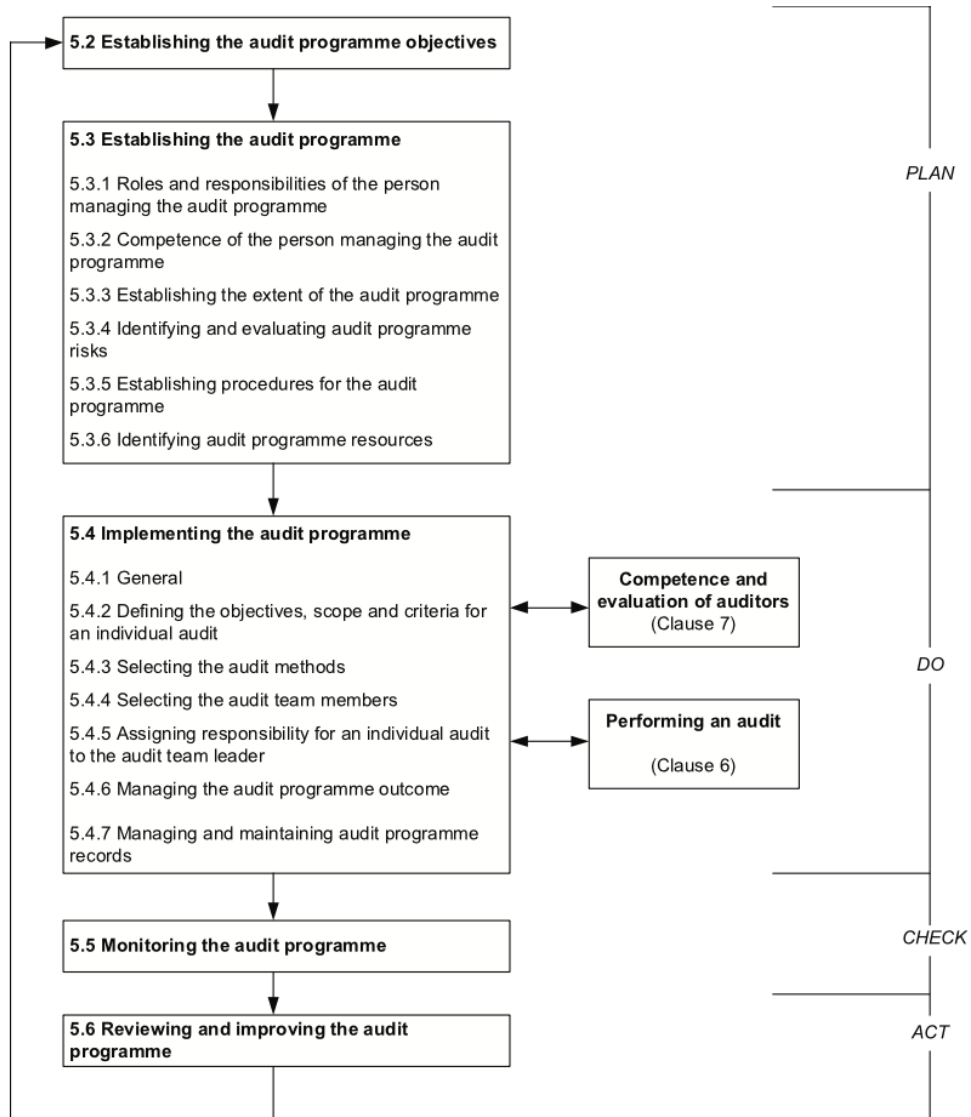 5.2 Establishing the audit programme objectives
5.3 Establishing the audit programme
5.3.1 Roles and responsibilities of the person
managing the audit programme
5.3.2 Competence of the person managing the audit
programme
5.3.3 Establishing the extent of the audit programme
5.3.4 Identifying and evaluating audit programme
risks
5.3.5 Establishing procedures for the audit
programme
5.3.6 Identifying audit programme resources
PLAN
5.4 Implementing the audit programme
5.4.1 General
5.4.2 Defining the objectives, scope and criteria for
an individual audit
5.4.3 Selecting the audit methods
5.4.4 Selecting the audit team members
5.4.5 Assigning responsibility for an individual audit
to the audit team leader
5.4.6 Managing the audit programme outcome
5.4.7 Managing and maintaining audit programme
records
Competence and
evaluation of auditors
(Clause 7)
Performing an audit
(Clause 6)
DO
5.5 Monitoring the audit programme
CHECK
5.6 Reviewing and improving the audit
programme
ACT